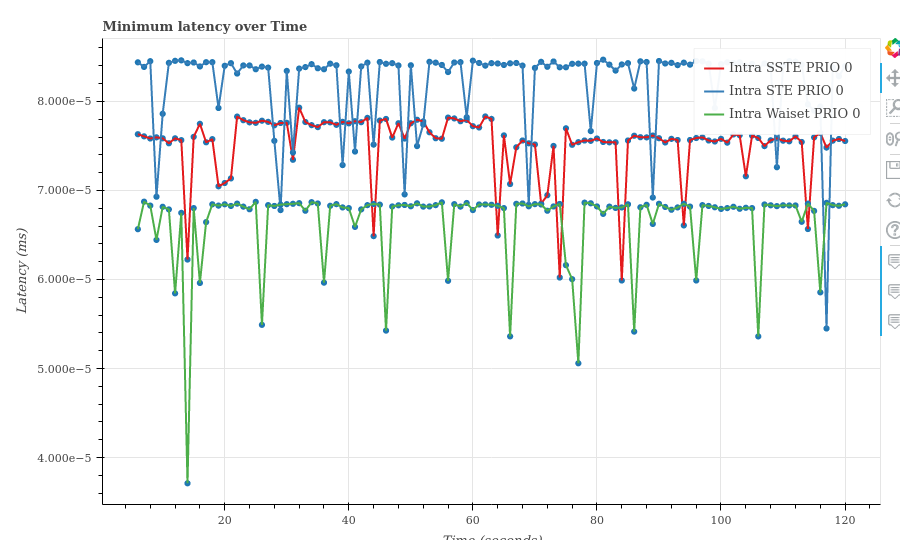 Minimum latency over Time
Intra SSTE PRIO 0
Intra STE PRIO 0
Intra Waiset PRIO 0
8.000e−5
7.000e−5
6.000e−5
5.000e−5
4.000e−5
Latency (ms)
20 40 60 80 100 120
Time (seconds)